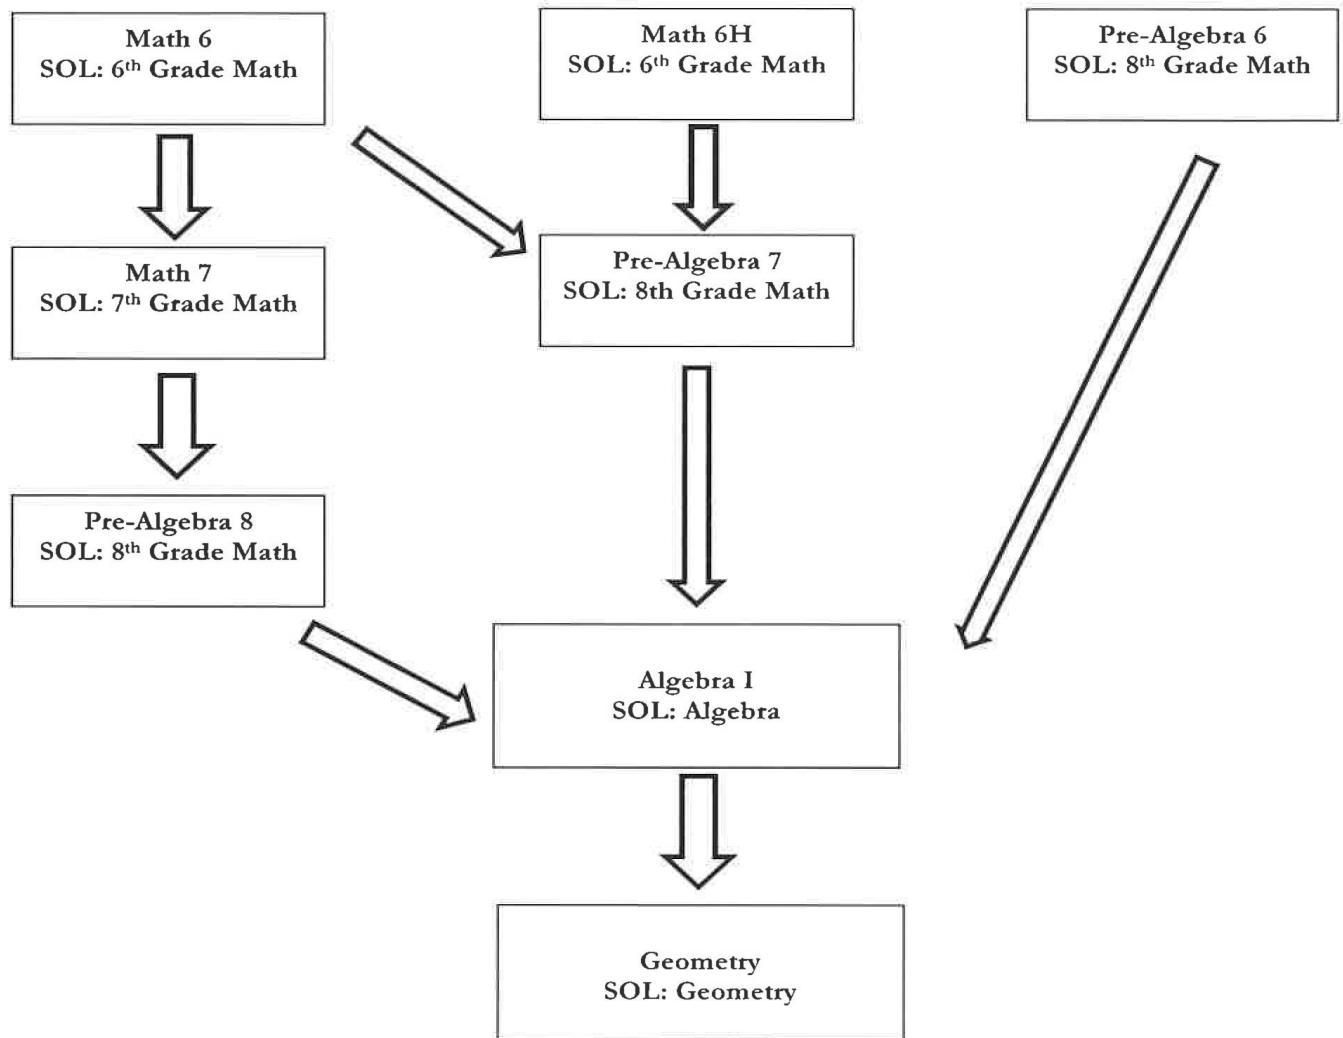 Math 6
SOL: 6th Grade Math
Math 6H
SOL: 6th Grade Math
Pre-Algebra 6
SOL: 8th Grade Math
Math 7
SOL: 7th Grade Math
Pre-Algebra 7
SOL: 8th Grade Math
Pre-Algebra 8
SOL: 8th Grade Math
Algebra I
SOL: Algebra
Geometry
SOL: Geometry